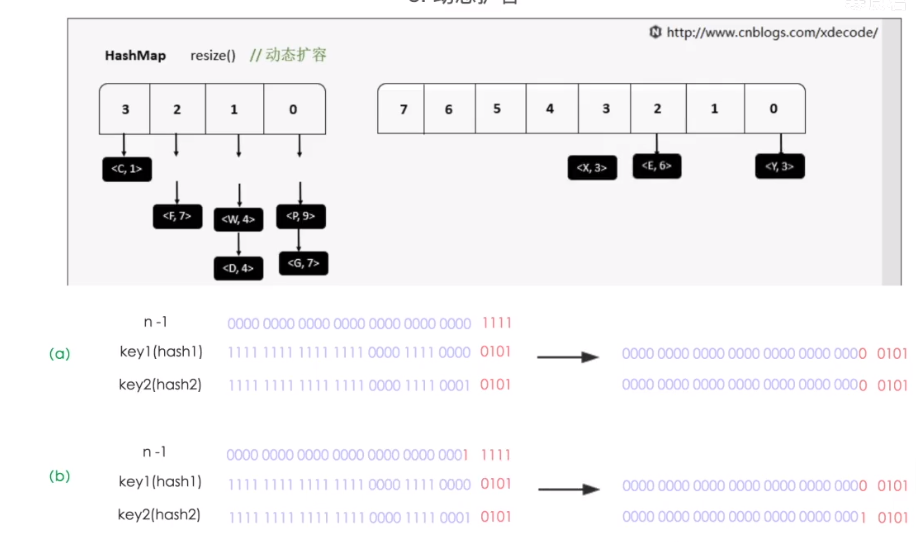 http://www.cnblogs.com/xdecode/
HashMap resize() // 动态扩容
3 2 1 0 7 6 5 4 3 2 1 0
<C, 1> <X, 3> <E, 6> <Y, 3>
<F, 7> <W, 4> <P, 9>
<D, 4> <G, 7>
n -1 0000 0000 0000 0000 0000 0000 0000 1111
(a) key1(hash1) 1111 1111 1111 1111 0000 1111 0000 0101 0000 0000 0000 0000 0000 0000 0000 0101
key2(hash2) 1111 1111 1111 1111 0000 1111 0001 0101 0000 0000 0000 0000 0000 0000 0000 0101
n -1 0000 0000 0000 0000 0000 0000 0001 1111
(b) key1(hash1) 1111 1111 1111 1111 0000 1111 0000 0101 0000 0000 0000 0000 0000 0000 0000 0101
key2(hash2) 1111 1111 1111 1111 0000 1111 0001 0101 0000 0000 0000 0000 0000 0000 0001 0101